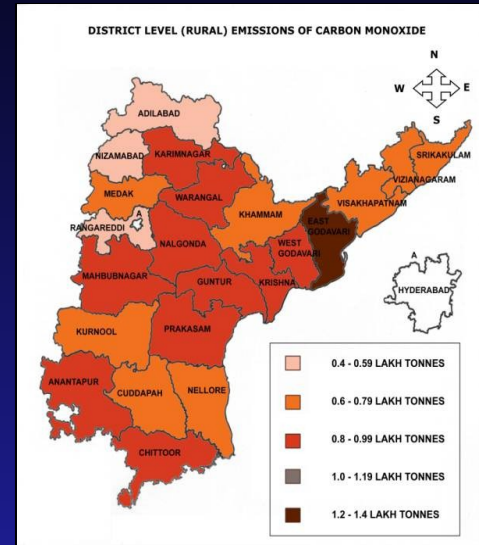 DISTRICT LEVEL (RURAL) EMISSIONS OF CARBON MONOXIDE
N
W E
S
ADILABAD
NIZAMABAD
KARIMNAGAR
MEDAK
WARANGAL
RANGAREDDI
A
KHAMMAM
SRIKAKULAM
VIZIANAGARAM
VISAKHAPATNAM
EAST
GODAVARI
WEST
GODAVARI
NALGONDA
MAHBUBNAGAR
GUNTUR
KRISHNA
A
HYDERABAD
KURNOOL
PRAKASAM
ANANTAPUR
CUDDAPAH
NELLORE
CHITTOOR
0.4 - 0.59 LAKH TONNES
0.6 - 0.79 LAKH TONNES
0.8 - 0.99 LAKH TONNES
1.0 - 1.19 LAKH TONNES
1.2 - 1.4 LAKH TONNES